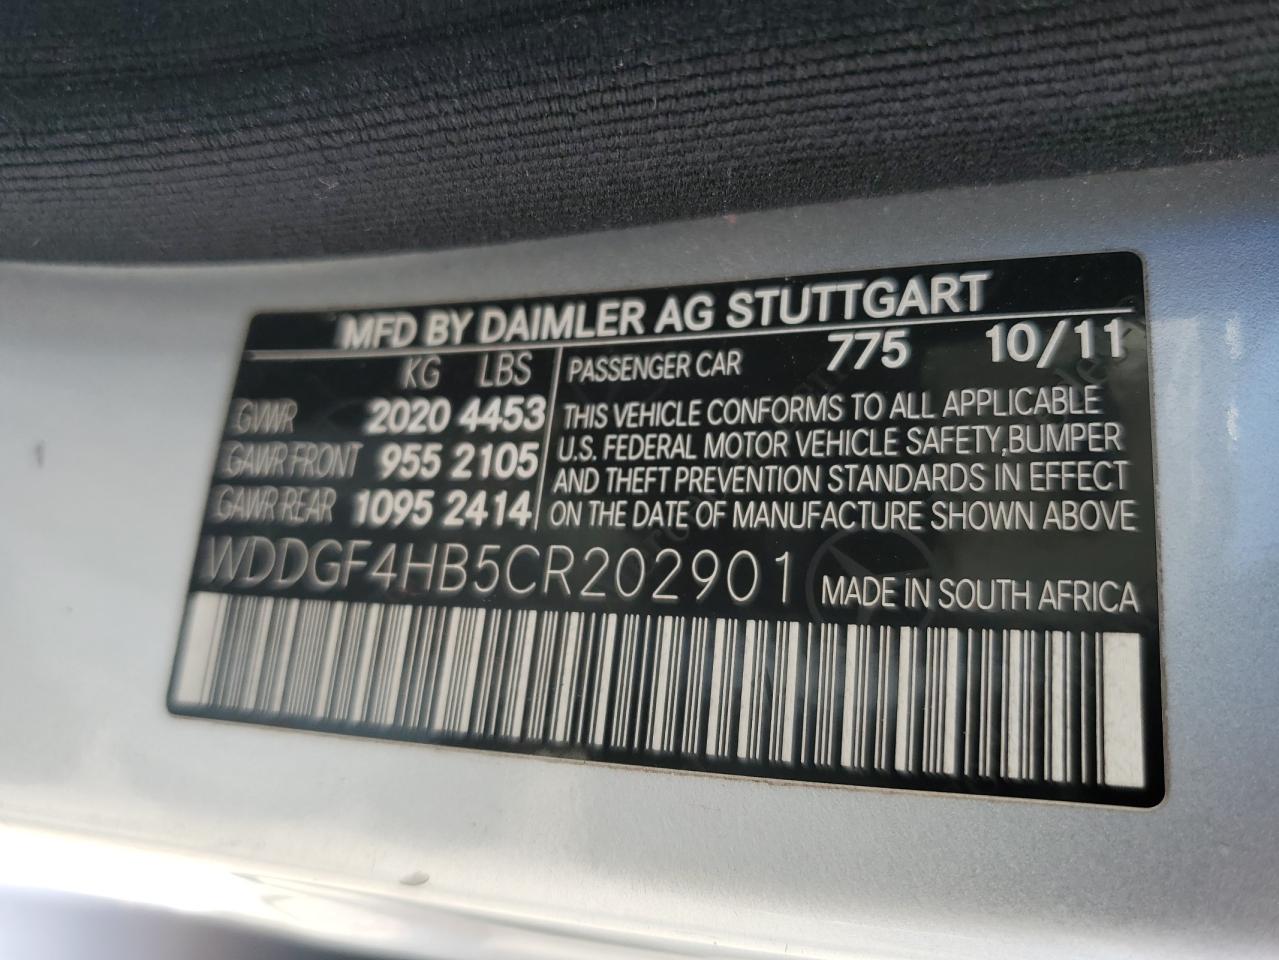 MFD BY DAIMLER AG STUTTGART
KG LBS PASSENGER CAR 775 10/11
GVWR 2020 4453
GAWR FRONT 955 2105
GAWR REAR 1095 2414
THIS VEHICLE CONFORMS TO ALL APPLICABLE
U.S. FEDERAL MOTOR VEHICLE SAFETY,BUMPER
AND THEFT PREVENTION STANDARDS IN EFFECT
ON THE DATE OF MANUFACTURE SHOWN ABOVE
WDDGF4HB5CR202901 MADE IN SOUTH AFRICA